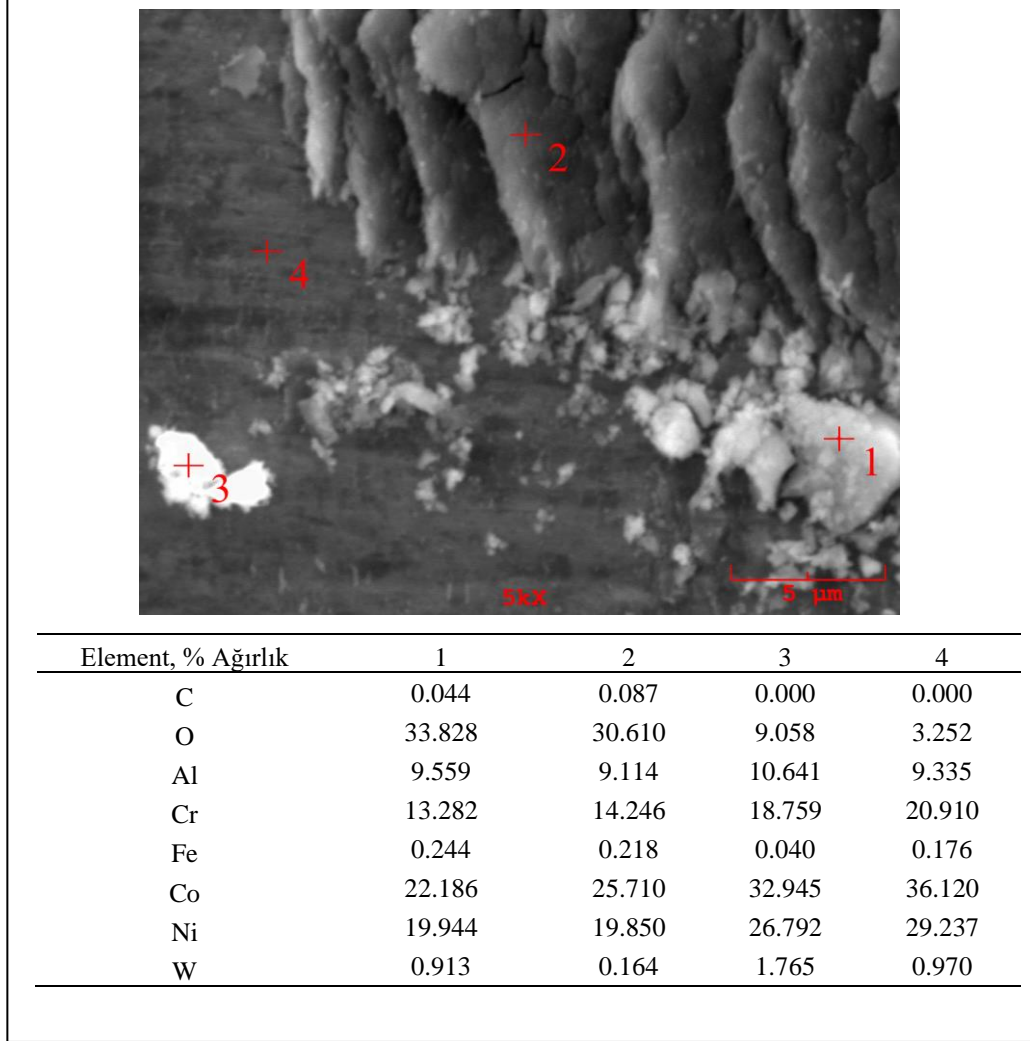 2
4
3
1
5kX
5 µm
Element, % Ağırlık 1 2 3 4
C 0.044 0.087 0.000 0.000
O 33.828 30.610 9.058 3.252
Al 9.559 9.114 10.641 9.335
Cr 13.282 14.246 18.759 20.910
Fe 0.244 0.218 0.040 0.176
Co 22.186 25.710 32.945 36.120
Ni 19.944 19.850 26.792 29.237
W 0.913 0.164 1.765 0.970